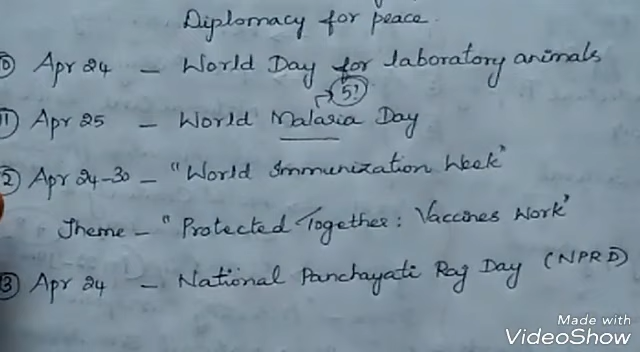 Diplomacy for peace.
⑩ Apr 24 - World Day for laboratory animals
51
⑪ Apr 25 - World Malaria Day
⑫ Apr 24-30 - "World Immunization Week"
Theme - "Protected Together: Vaccines Work"
⑬ Apr 24 - National Panchayati Raj Day (NPRD)
Made with
VideoShow